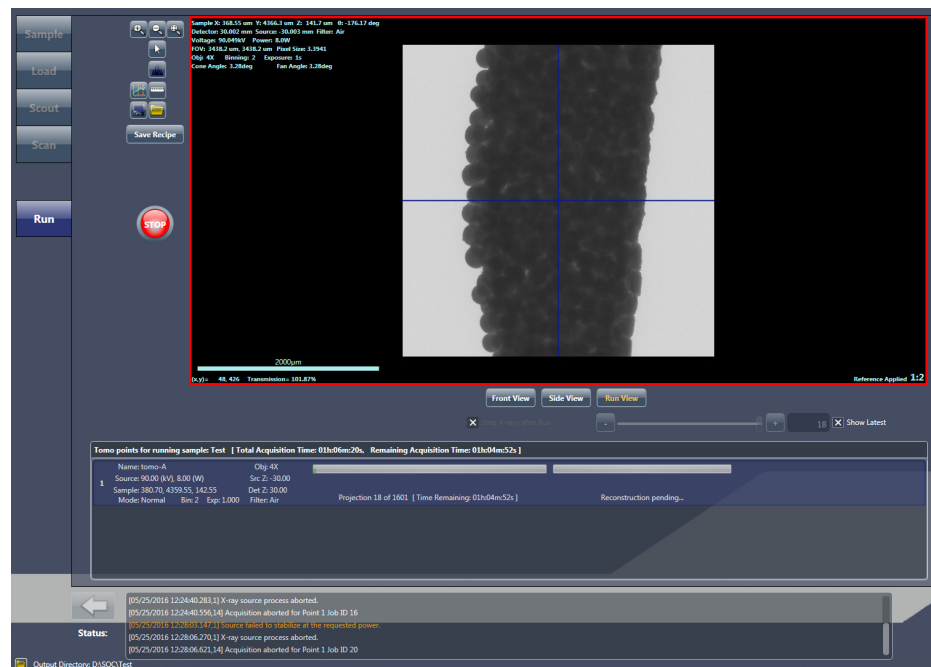 Sample
Load
Scout
Scan
Run
Save Recipe
STOP
Sample X: 368.55 um Y: 4366.3 um Z: 141.7 um θ: -176.17 deg
Detector: 30.002 mm Source: -30.003 mm Filter: Air
Voltage: 90.049kV Power: 8.0W
FOV: 3438.2 um, 3438.2 um Pixel Size: 3.3941
Obj: 4X Binning: 2 Exposure: 1s
Cone Angle: 3.28deg Fan Angle: 3.28deg
2000μm
(x,y)= 48, 426 Transmission= 101.87%
Reference Applied 1:2
Front View Side View Run View
Stop X-rays after Run - + 18 Show Latest
Tomo points for running sample: Test [ Total Acquisition Time: 01h:06m:20s, Remaining Acquisition Time: 01h:04m:52s ]
1
Name: tomo-A Obj: 4X
Source: 90.00 (kV), 8.00 (W) Src Z: -30.00
Sample: 380.70, 4359.55, 142.55 Det Z: 30.00
Mode: Normal Bin: 2 Exp: 1.000 Filter: Air
Projection 18 of 1601 [ Time Remaining: 01h:04m:52s ]
Reconstruction pending...
Status:
[05/25/2016 12:24:40.283,1] X-ray source process aborted.
[05/25/2016 12:24:40.556,14] Acquisition aborted for Point 1 Job ID 16
[05/25/2016 12:28:03.147,1] Source failed to stabilize at the requested power.
[05/25/2016 12:28:06.270,1] X-ray source process aborted.
[05/25/2016 12:28:06.621,14] Acquisition aborted for Point 1 Job ID 20
Output Directory: D:\SOC\Test